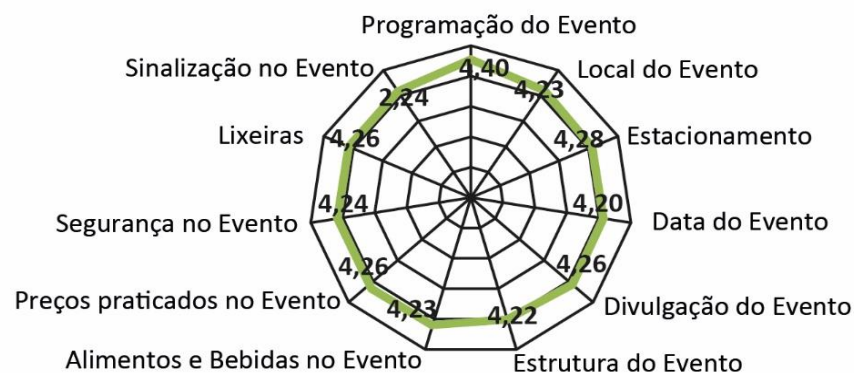 Programação do Evento
Sinalização no Evento
4,40
Local do Evento
2,24
4,23
Lixeiras
4,26
4,28
Estacionamento
Segurança no Evento
4,24
4,20
Data do Evento
4,26
4,26
Preços praticados no Evento
4,23
4,22
Divulgação do Evento
Alimentos e Bebidas no Evento
Estrutura do Evento